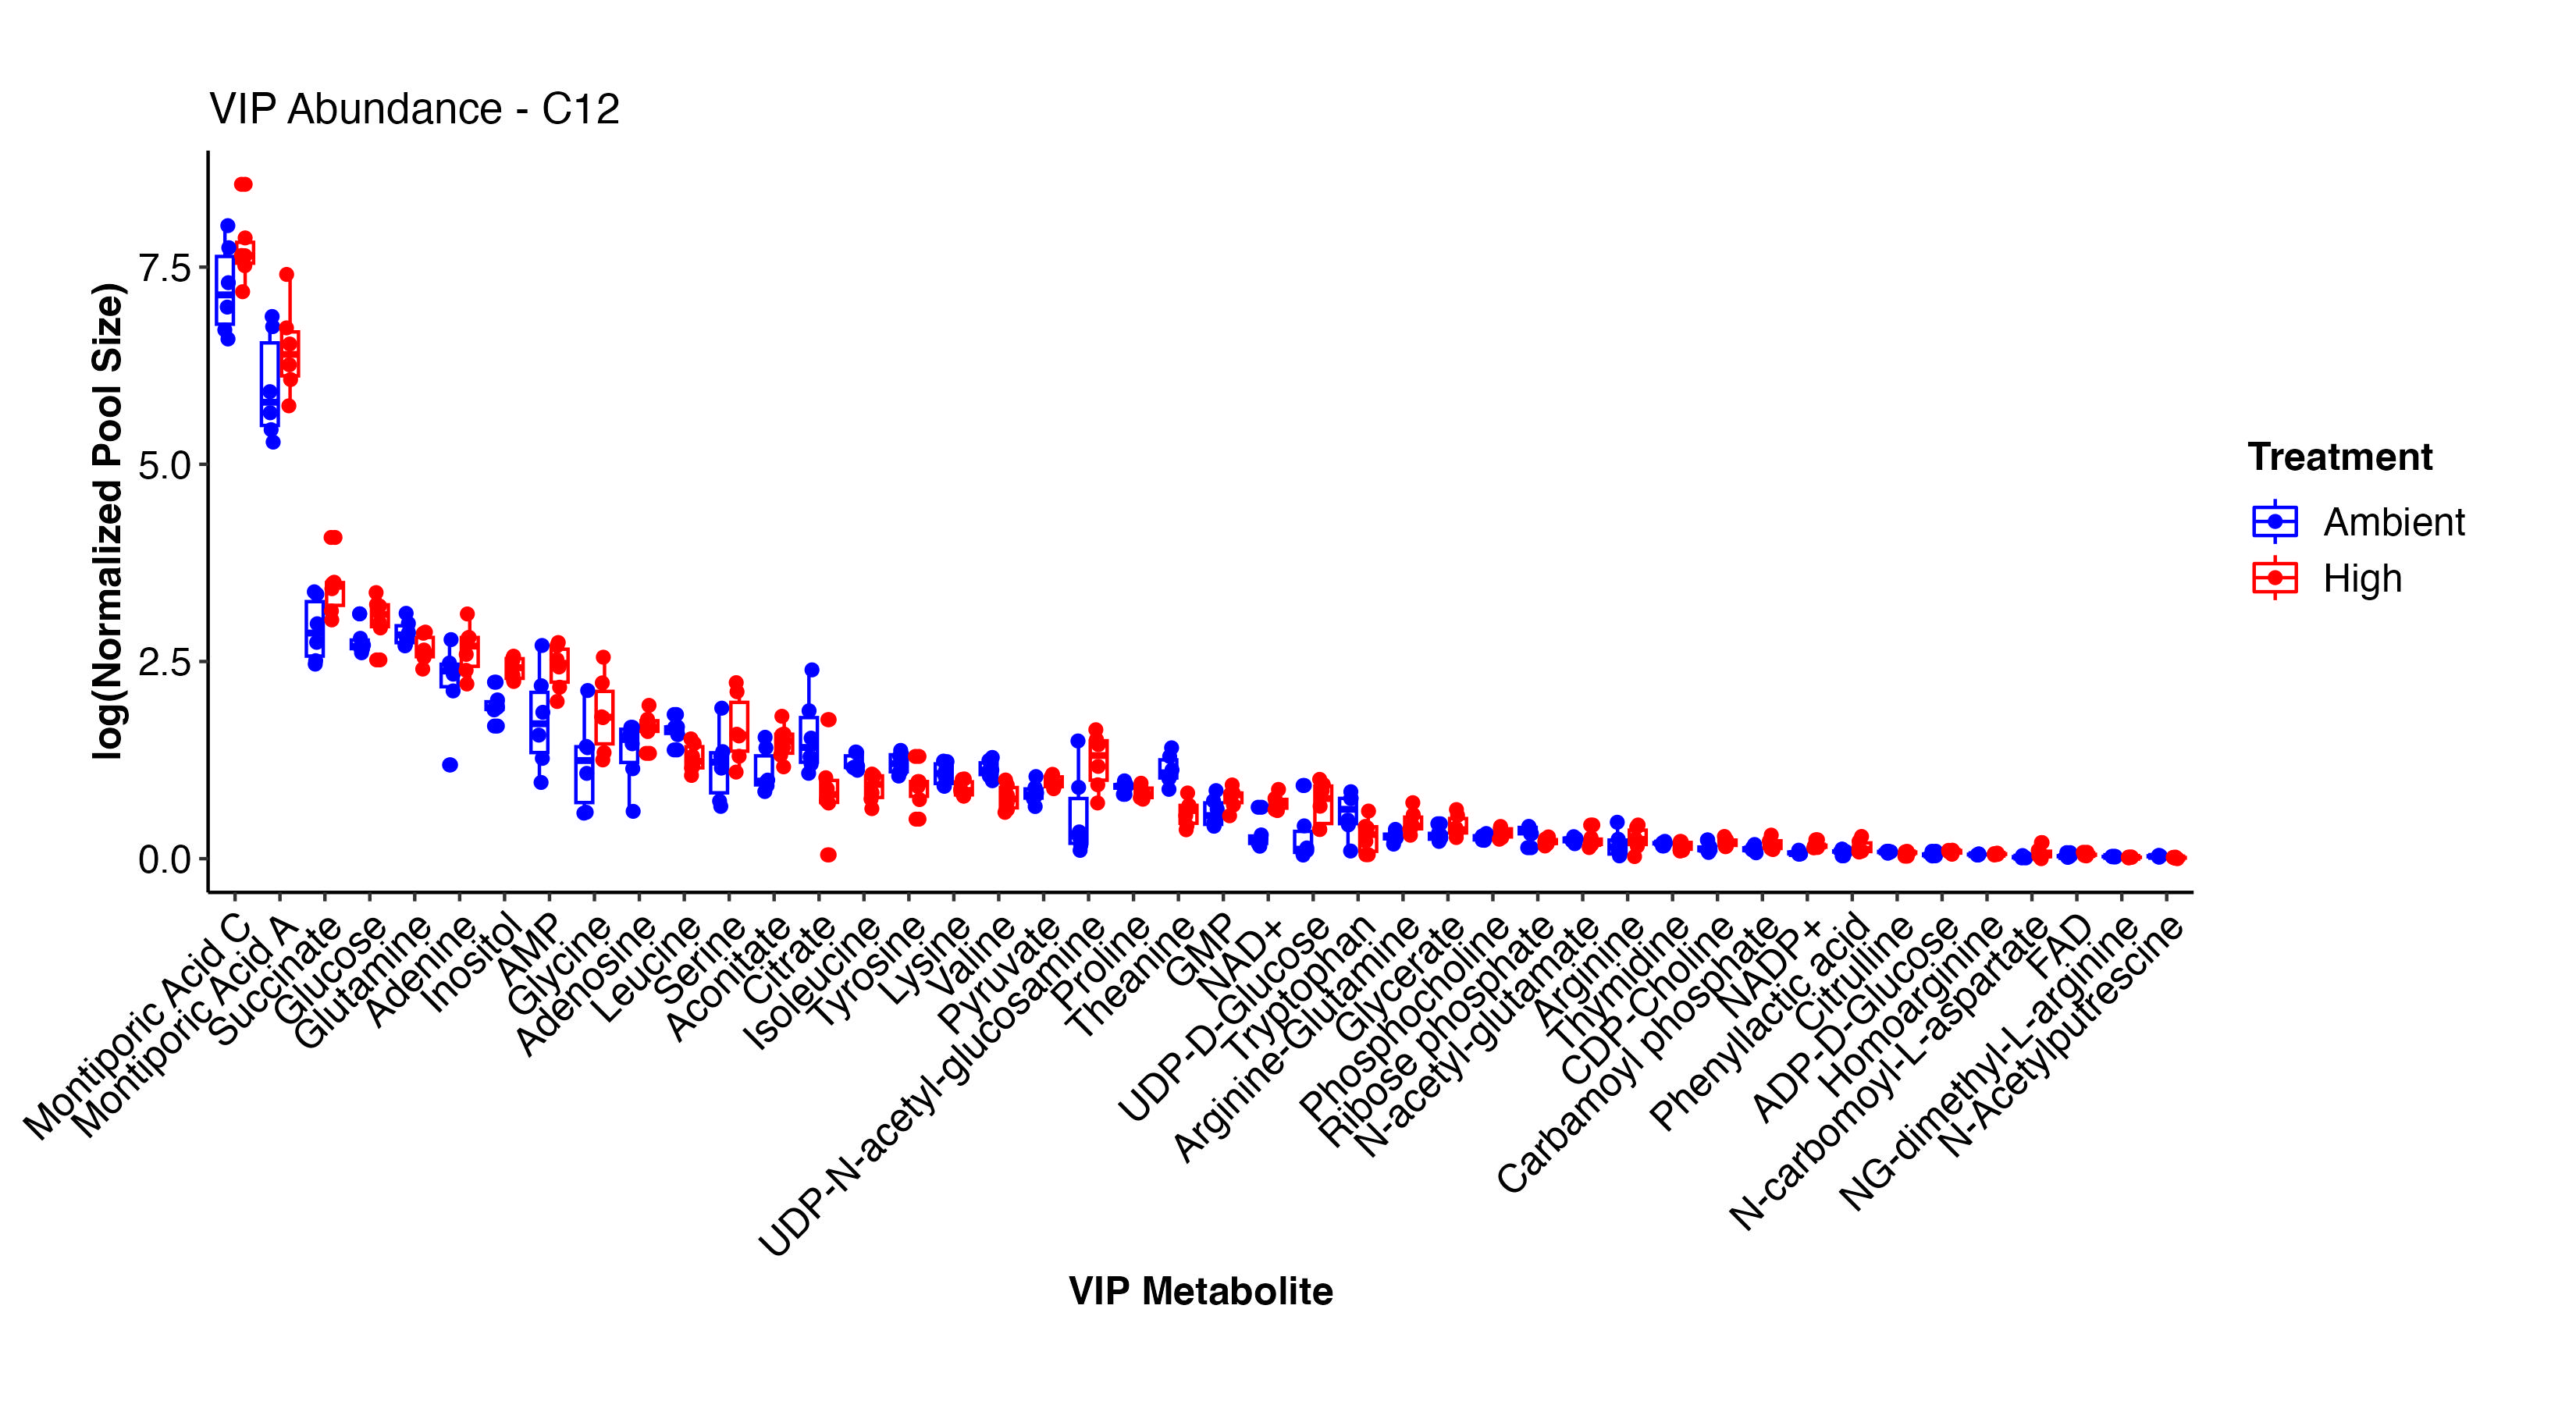 VIP Abundance - C12
log(Normalized Pool Size)
7.5
5.0
2.5
0.0
Montiporic Acid C
Montiporic Acid A
Succinate
Glucose
Glutamine
Adenine
Inositol
AMP
Glycine
Adenosine
Leucine
Serine
Aconitate
Citrate
Isoleucine
Tyrosine
Lysine
Valine
Pyruvate
UDP-N-acetyl-glucosamine
Proline
Theanine
GMP
NAD+
UDP-D-Glucose
Tryptophan
Arginine-Glutamine
Glycerate
Phosphocholine
Ribose phosphate
N-acetyl-glutamate
Arginine
Thymidine
CDP-Choline
Carbamoyl phosphate
NADP+
Phenyllactic acid
Citrulline
ADP-D-Glucose
Homoarginine
N-carbomoyl-L-aspartate
FAD
NG-dimethyl-L-arginine
N-Acetylputrescine
VIP Metabolite
Treatment
Ambient
High